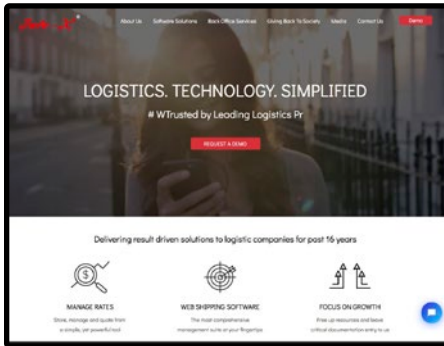 About Us Software Solutions Back Office Services Giving Back To Society Media Contact Us Demo
LOGISTICS. TECHNOLOGY. SIMPLIFIED
# WTrusted by Leading Logistics Pr
REQUEST A DEMO
Delivering result driven solutions to logistic companies for past 16 years
MANAGE RATES
WEB SHIPPING SOFTWARE
FOCUS ON GROWTH
Store, manage and quote from
The most comprehensive
Free up resources and leave
a simple, yet powerful tool
management suite at your fingertips
critical documentation entry to us